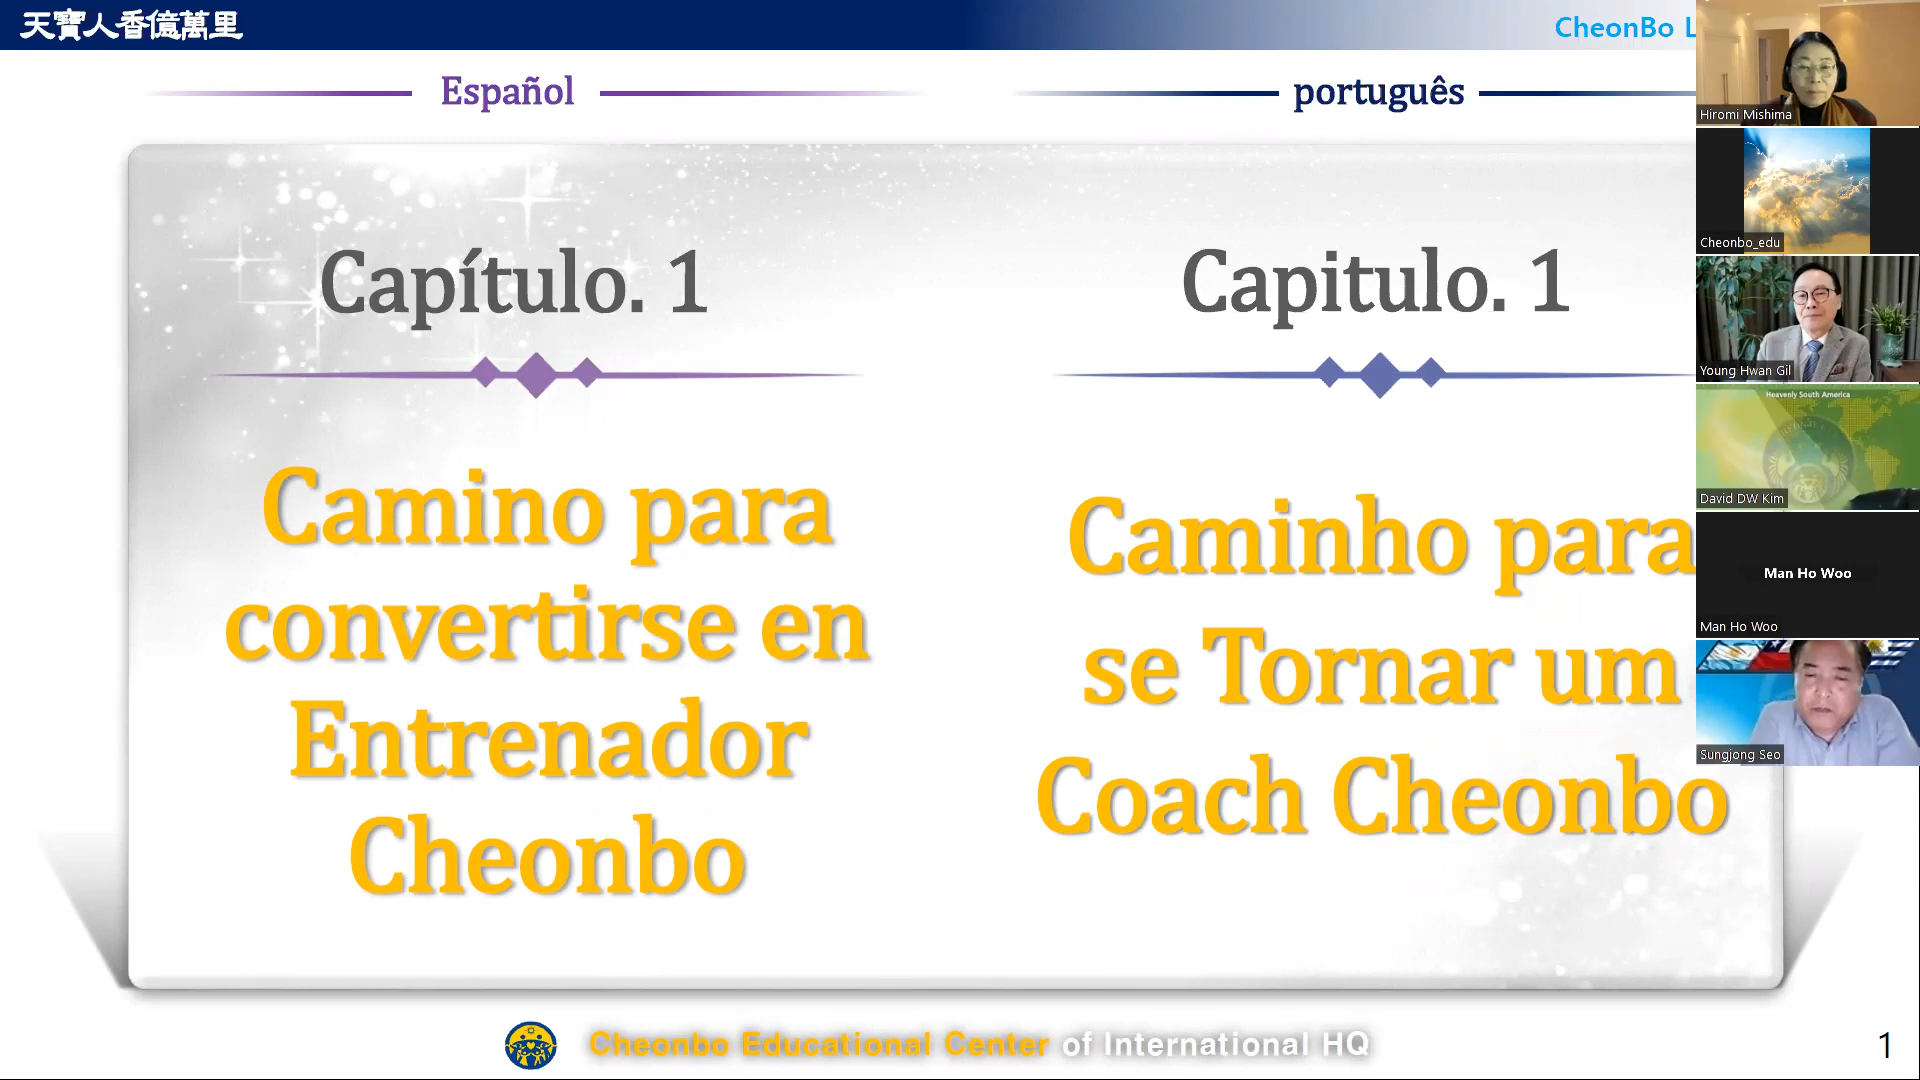 天寶人香億萬里
CheonBo L
Español
português
Capítulo. 1
Camino para
convertirse en
Entrenador
Cheonbo
Capitulo. 1
Caminho para
se Tornar um
Coach Cheonbo
Hiromi Mishima
Cheonbo_edu
Young Hwan Gil
Heavenly South America
David DW Kim
Man Ho Woo
Man Ho Woo
Sungjong Seo
Cheonbo Educational Center of International HQ
1